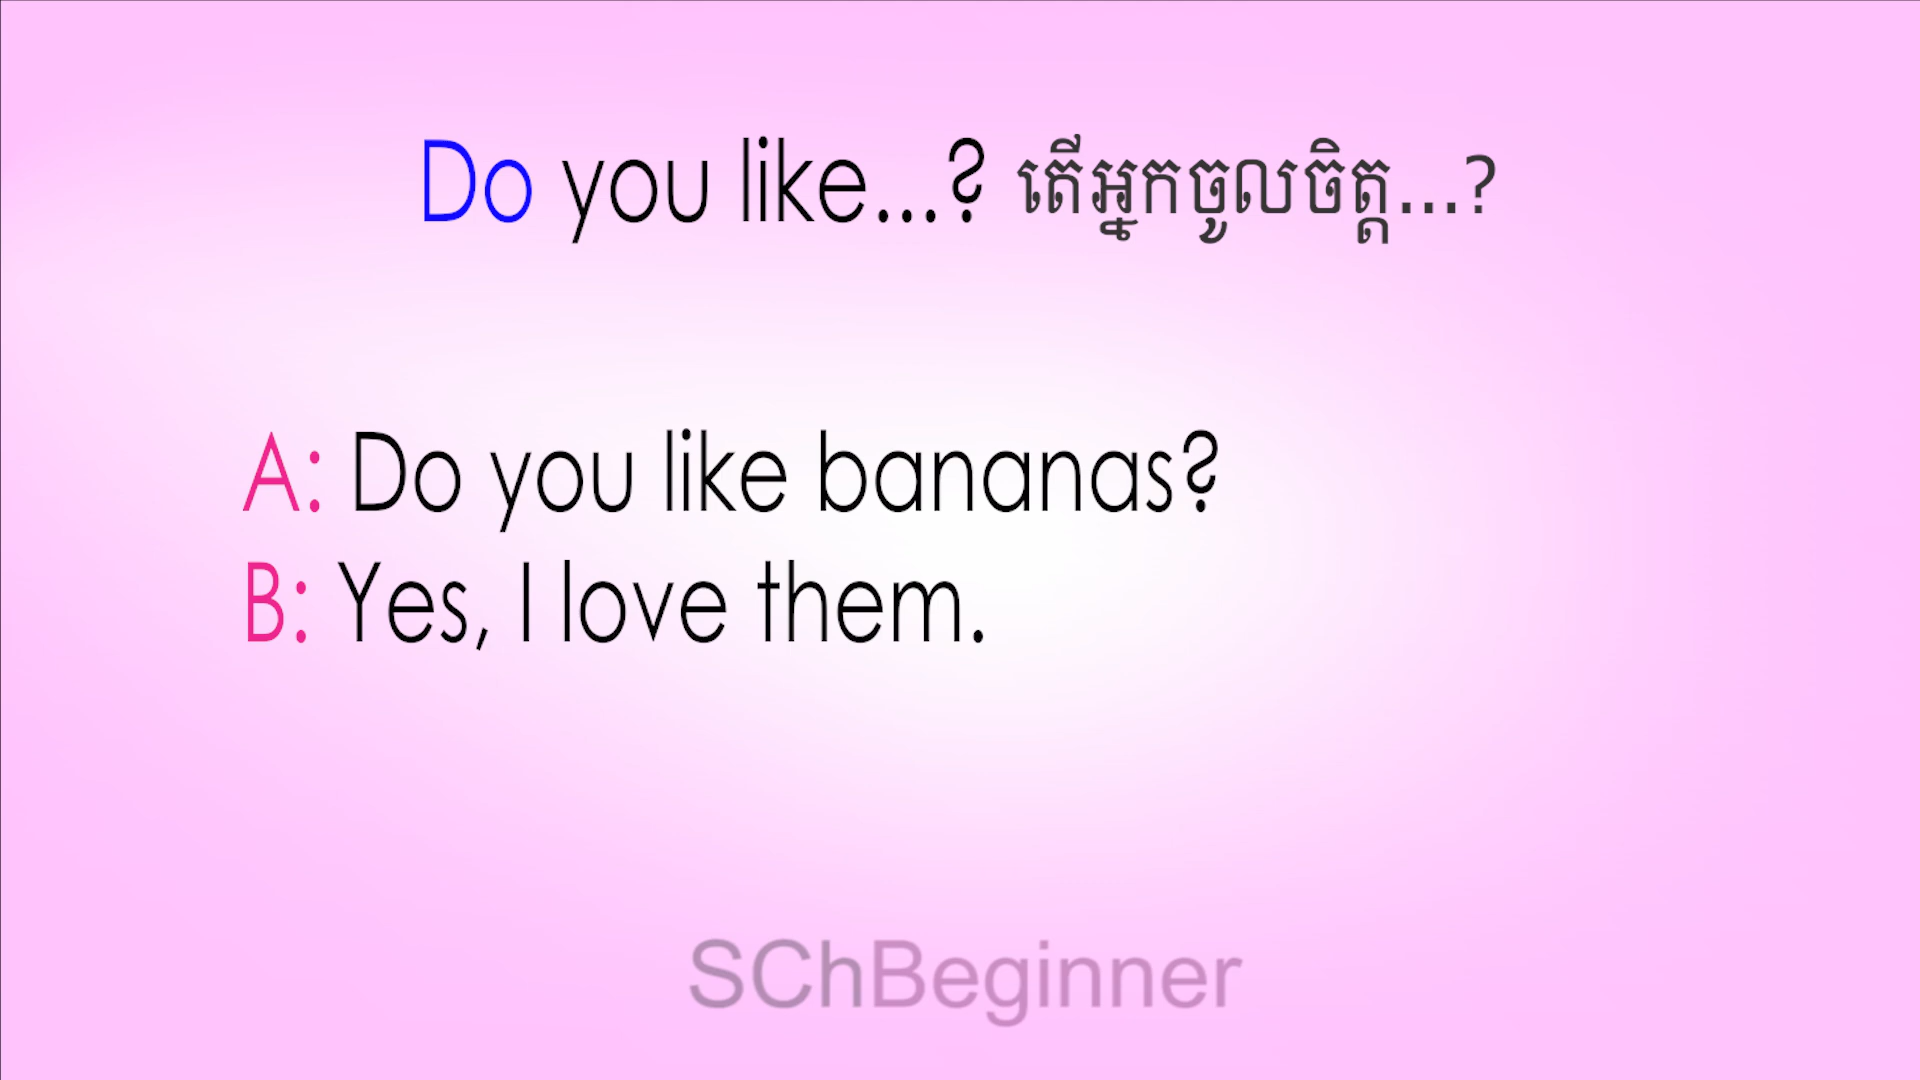 Do you like...? តើអ្នកចូលចិត្ត...?
A: Do you like bananas?
B: Yes, I love them.
SChBeginner